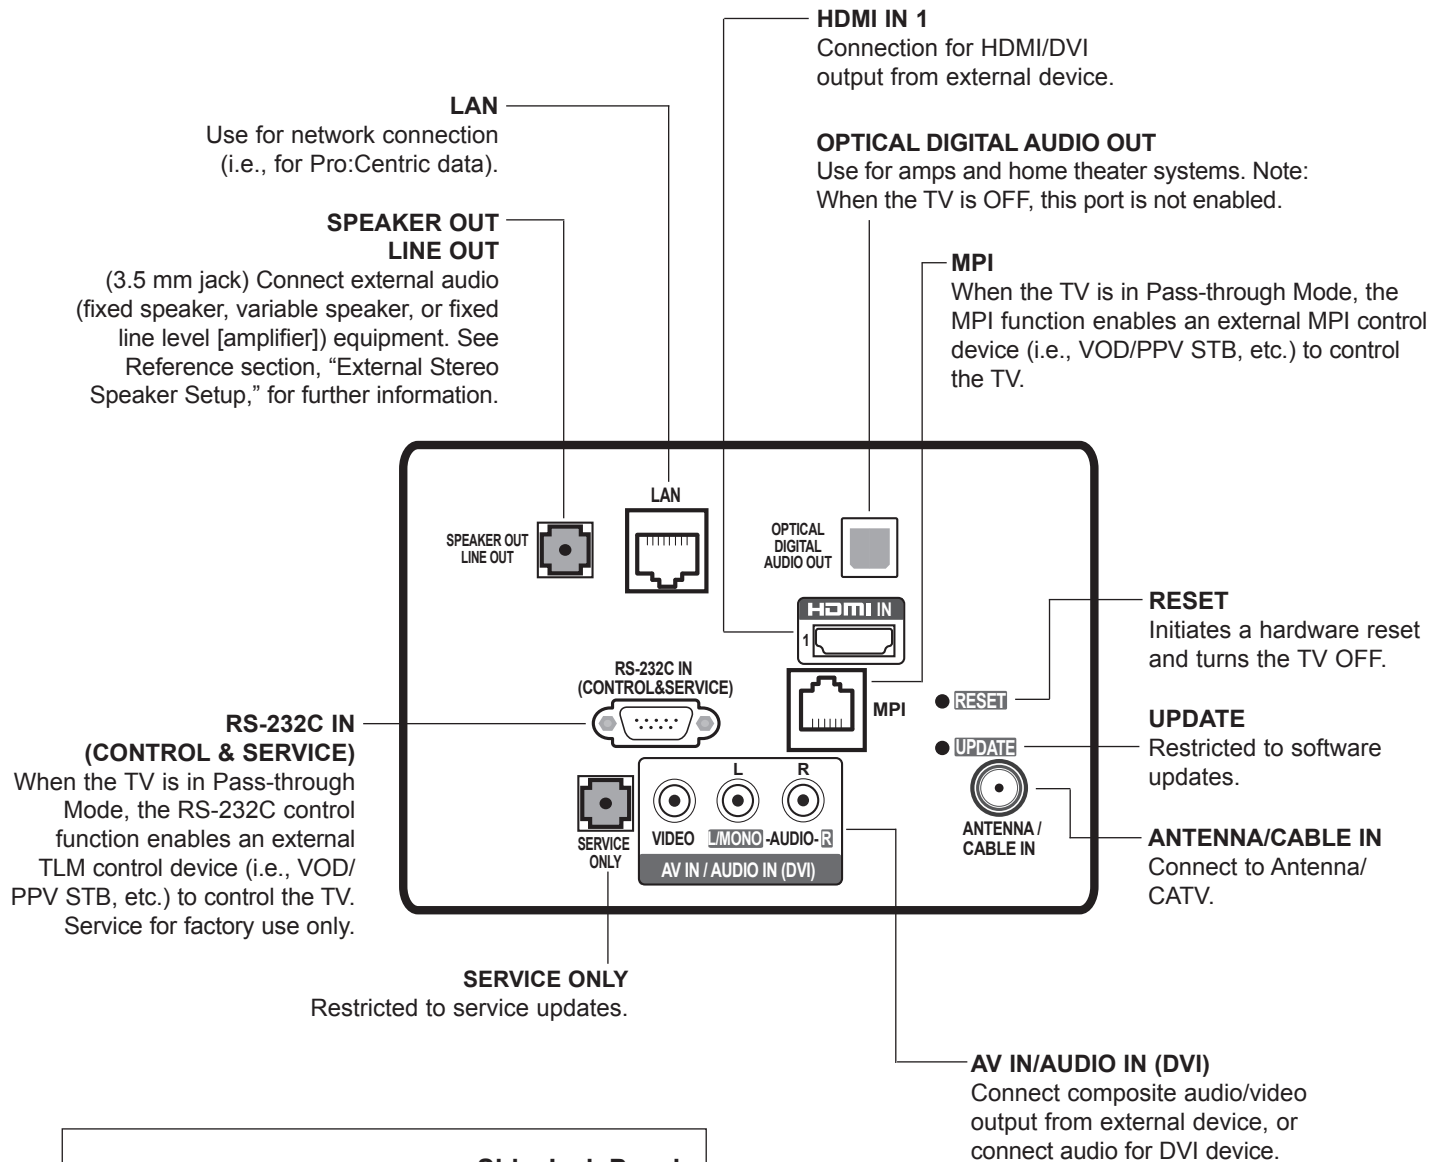 HDMI IN 1
Connection for HDMI/DVI
output from external device.
LAN
Use for network connection
(i.e., for Pro:Centric data).
OPTICAL DIGITAL AUDIO OUT
Use for amps and home theater systems. Note:
When the TV is OFF, this port is not enabled.
SPEAKER OUT
LINE OUT
(3.5 mm jack) Connect external audio
(fixed speaker, variable speaker, or fixed
line level [amplifier]) equipment. See
Reference section, “External Stereo
Speaker Setup,” for further information.
MPI
When the TV is in Pass-through Mode, the
MPI function enables an external MPI control
device (i.e., VOD/PPV STB, etc.) to control
the TV.
LAN
SPEAKER OUT
LINE OUT
OPTICAL
DIGITAL
AUDIO OUT
HDMI IN
1
RS-232C IN
(CONTROL&SERVICE)
MPI
RESET
UPDATE
L
R
VIDEO
L/MONO -AUDIO- R
AV IN / AUDIO IN (DVI)
SERVICE
ONLY
ANTENNA /
CABLE IN
RESET
Initiates a hardware reset
and turns the TV OFF.
UPDATE
Restricted to software
updates.
ANTENNA/CABLE IN
Connect to Antenna/
CATV.
RS-232C IN
(CONTROL & SERVICE)
When the TV is in Pass-through
Mode, the RS-232C control
function enables an external
TLM control device (i.e., VOD/
PPV STB, etc.) to control the TV.
Service for factory use only.
SERVICE ONLY
Restricted to service updates.
AV IN/AUDIO IN (DVI)
Connect composite audio/video
output from external device, or
connect audio for DVI device.